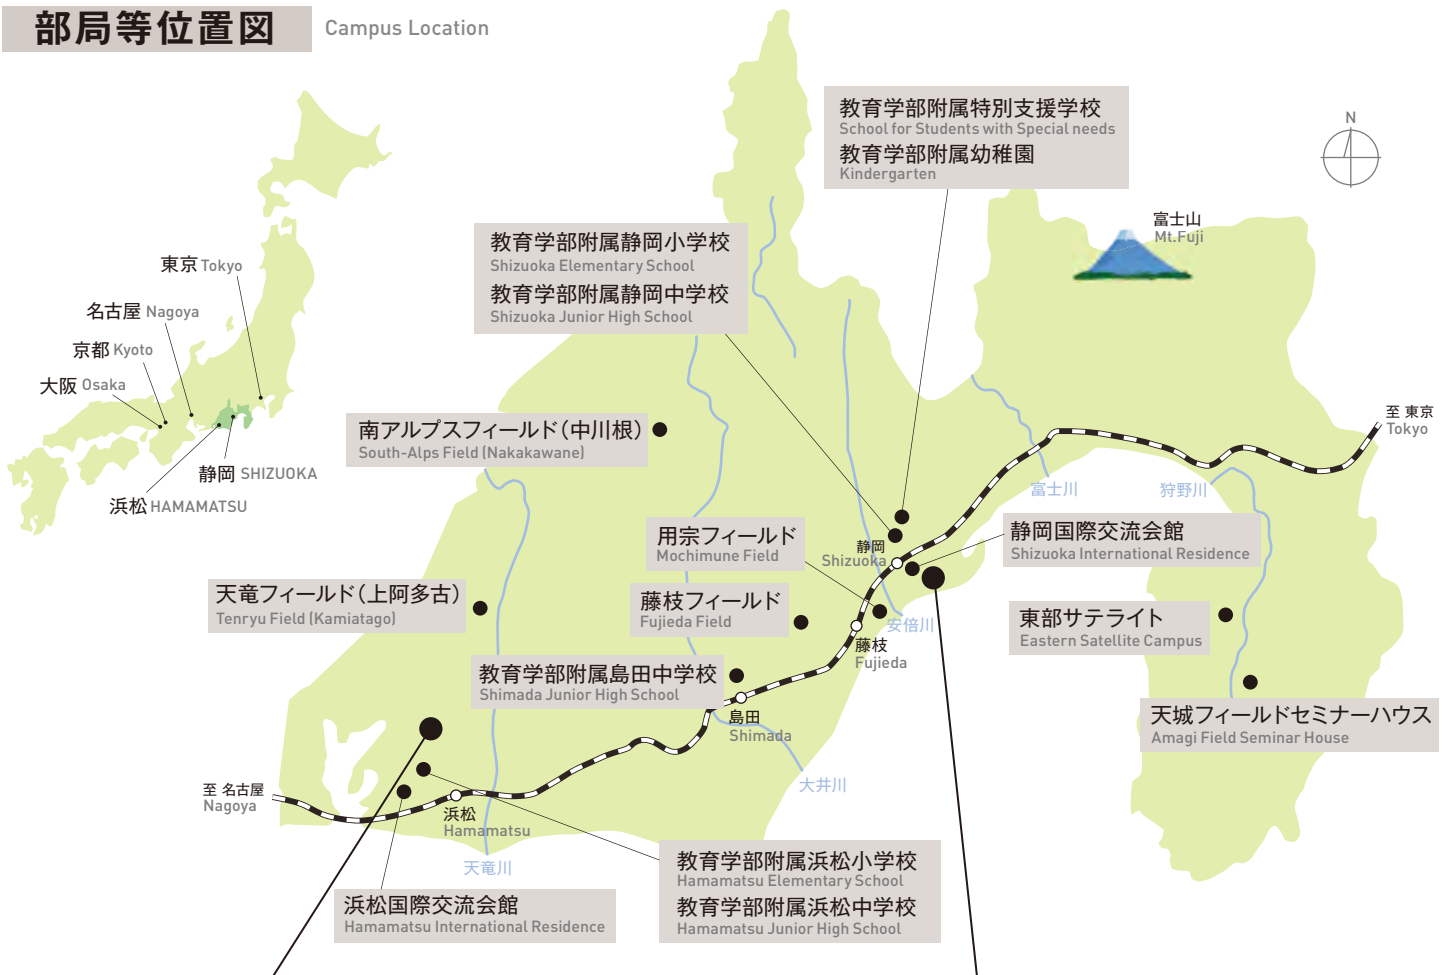 部局等位置図 Campus Location
教育学部附属特別支援学校
School for Students with Special needs
教育学部附属幼稚園
Kindergarten
N
富士山
Mt.Fuji
教育学部附属静岡小学校
Shizuoka Elementary School
教育学部附属静岡中学校
Shizuoka Junior High School
東京 Tokyo
名古屋 Nagoya
京都 Kyoto
大阪 Osaka
静岡 SHIZUOKA
浜松 HAMAMATSU
南アルプスフィールド(中川根)
South-Alps Field (Nakakawane)
至 東京
Tokyo
富士川
狩野川
用宗フィールド
Mochimune Field
静岡
Shizuoka
静岡国際交流会館
Shizuoka International Residence
天竜フィールド(上阿多古)
Tenryu Field (Kamiatago)
藤枝フィールド
Fujieda Field
安倍川
藤枝
Fujieda
東部サテライト
Eastern Satellite Campus
教育学部附属島田中学校
Shimada Junior High School
島田
Shimada
天城フィールドセミナーハウス
Amagi Field Seminar House
大井川
至 名古屋
Nagoya
浜松
Hamamatsu
天竜川
教育学部附属浜松小学校
Hamamatsu Elementary School
教育学部附属浜松中学校
Hamamatsu Junior High School
浜松国際交流会館
Hamamatsu International Residence